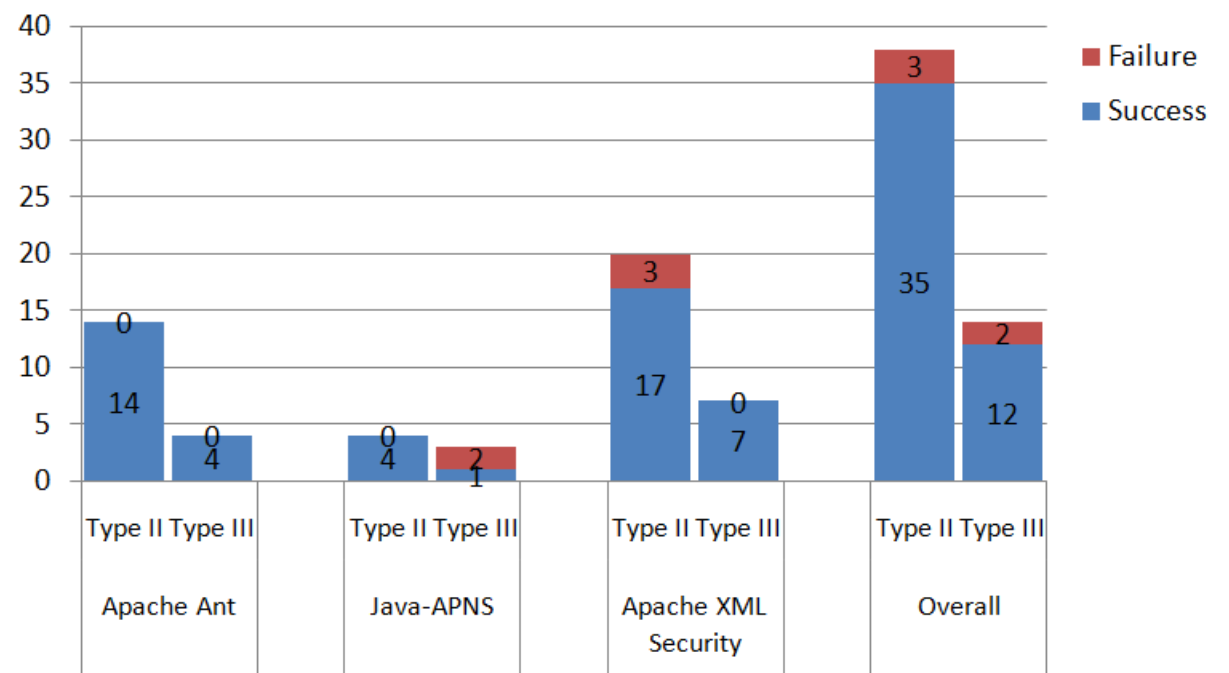 40
35
30
25
20
15
10
5
0
Failure
Success
0
14
0
4
0
4
2
1
3
17
0
7
3
35
2
12
Type II Type III
Type II Type III
Type II Type III
Type II Type III
Apache Ant
Java-APNS
Apache XML
Security
Overall